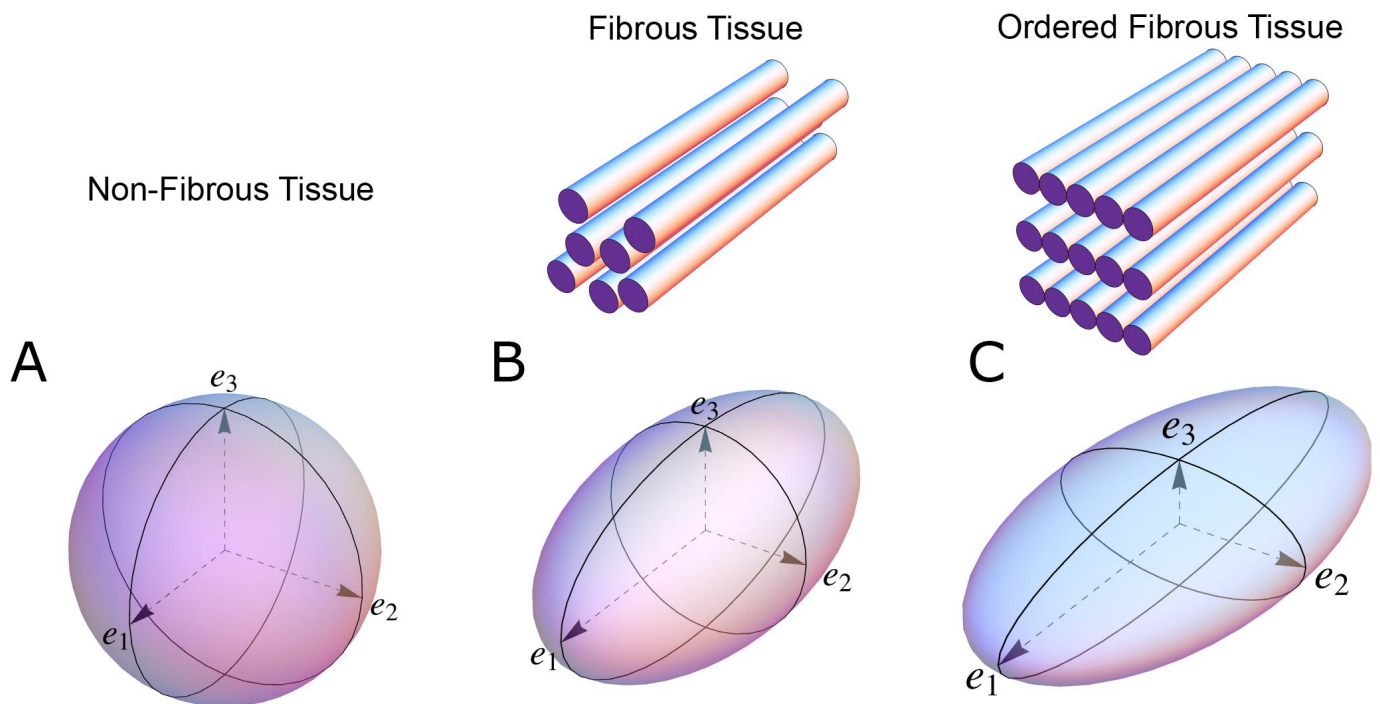 Fibrous Tissue
Ordered Fibrous Tissue
Non-Fibrous Tissue
A
B
C
e3
e2
e1
e3
e2
e1
e3
e2
e1